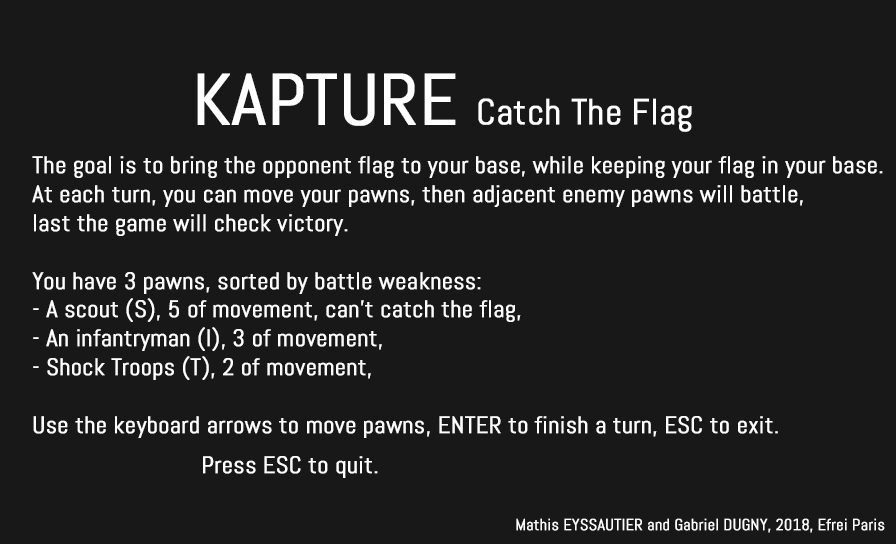 KAPTURE Catch The Flag
The goal is to bring the opponent flag to your base, while keeping your flag in your base.
At each turn, you can move your pawns, then adjacent enemy pawns will battle,
last the game will check victory.
You have 3 pawns, sorted by battle weakness:
- A scout (S), 5 of movement, can't catch the flag,
- An infantryman (I), 3 of movement,
- Shock Troops (T), 2 of movement,
Use the keyboard arrows to move pawns, ENTER to finish a turn, ESC to exit.
Press ESC to quit.
Mathis EYSSAUTIER and Gabriel DUGNY, 2018, Efrei Paris